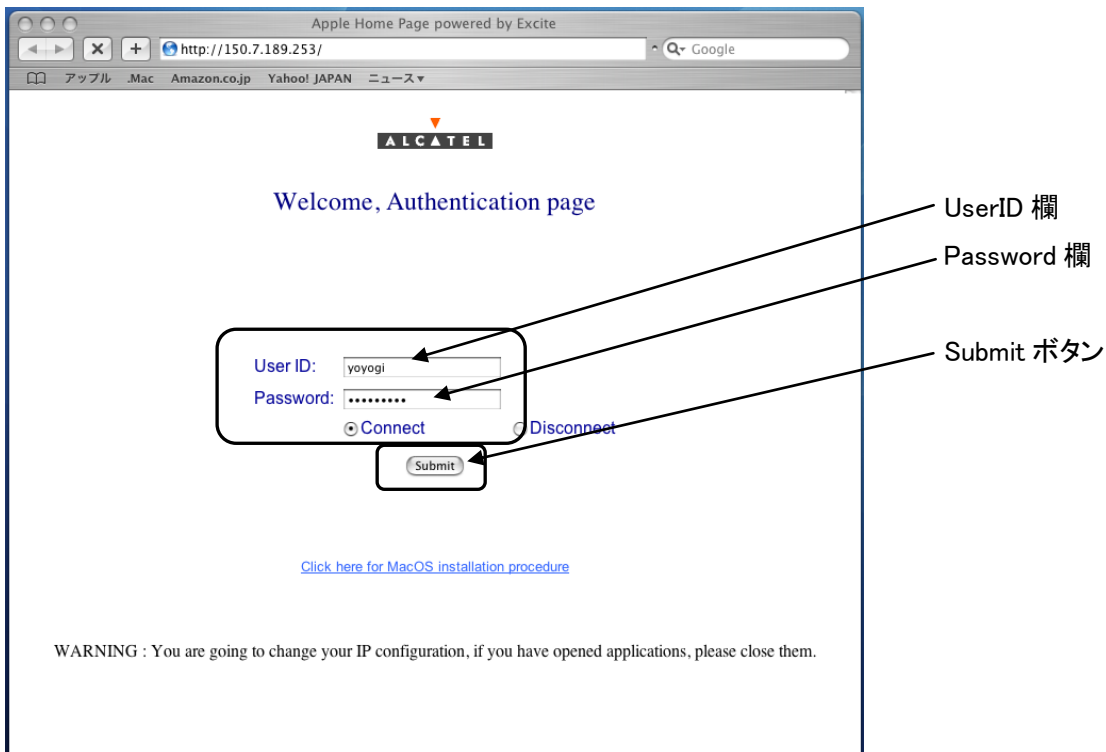 Apple Home Page powered by Excite
http://150.7.189.253/
Google
アップル .Mac Amazon.co.jp Yahoo! JAPAN ニュース▼
ALCATEL
Welcome, Authentication page
UserID 欄
Password 欄
Submit ボタン
User ID: yoyogi
Password: •••••••••
Connect Disconnect
Submit
Click here for MacOS installation procedure
WARNING : You are going to change your IP configuration, if you have opened applications, please close them.